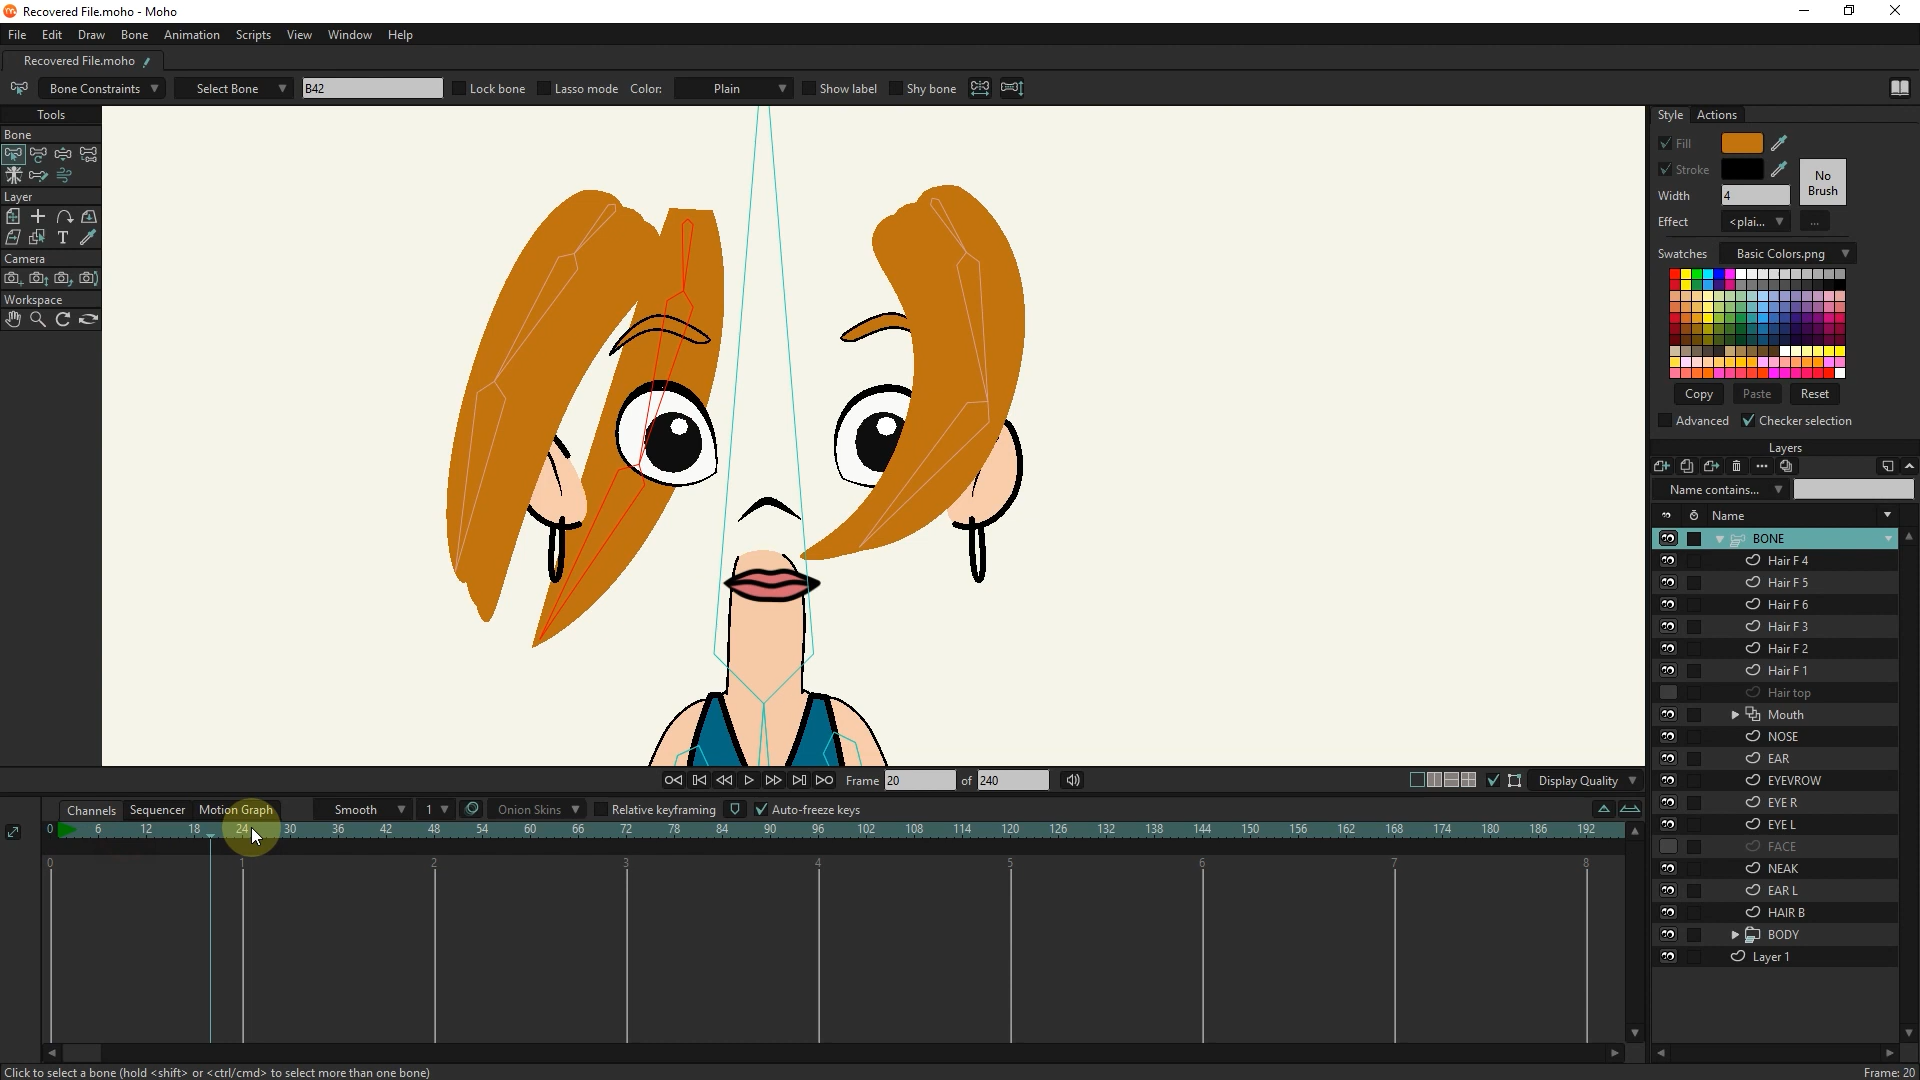 Recovered File.moho - Moho
File Edit Draw Bone Animation Scripts View Window Help
Recovered File.moho
Bone Constraints Select Bone B42 Lock bone Lasso mode Color: Plain Show label Shy bone
Tools
Bone
Layer
Camera
Workspace
Style Actions
Fill
Stroke
No Brush
Width 4
Effect <plai... ...
Swatches Basic Colors.png
Copy Paste Reset
Advanced Checker selection
Layers
Name contains...
Name
BONE
Hair F 4
Hair F 5
Hair F 6
Hair F 3
Hair F 2
Hair F 1
Hair top
Mouth
NOSE
EAR
EYEVROW
EYE R
EYE L
FACE
NEAK
EAR L
HAIR B
BODY
Layer 1
Frame 20 of 240 Display Quality
Channels Sequencer Motion Graph Smooth 1 Onion Skins Relative keyframing Auto-freeze keys
0 6 12 18 24 30 36 42 48 54 60 66 72 78 84 90 96 102 108 114 120 126 132 138 144 150 156 162 168 174 180 186 192
0 1 2 3 4 5 6 7 8
Click to select a bone (hold <shift> or <ctrl/cmd> to select more than one bone)
Frame: 20